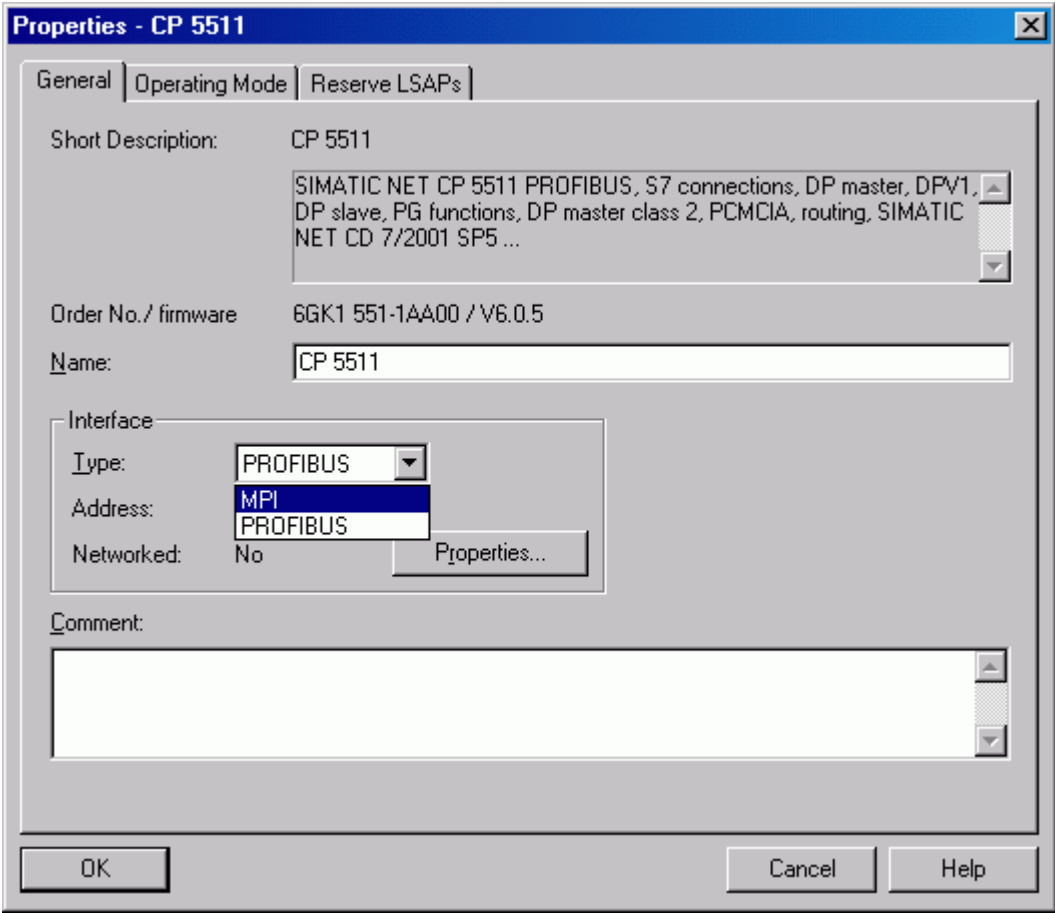 Properties - CP 5511
General
Operating Mode
Reserve LSAPs
Short Description:
CP 5511
SIMATIC NET CP 5511 PROFIBUS, S7 connections, DP master, DPV1,
DP slave, PG functions, DP master class 2, PCMCIA, routing, SIMATIC
NET CD 7/2001 SP5 ...
Order No./ firmware
6GK1 551-1AA00 / V6.0.5
Name:
CP 5511
Interface
Type:
PROFIBUS
MPI
PROFIBUS
Address:
Networked:
No
Properties...
Comment:
OK
Cancel
Help